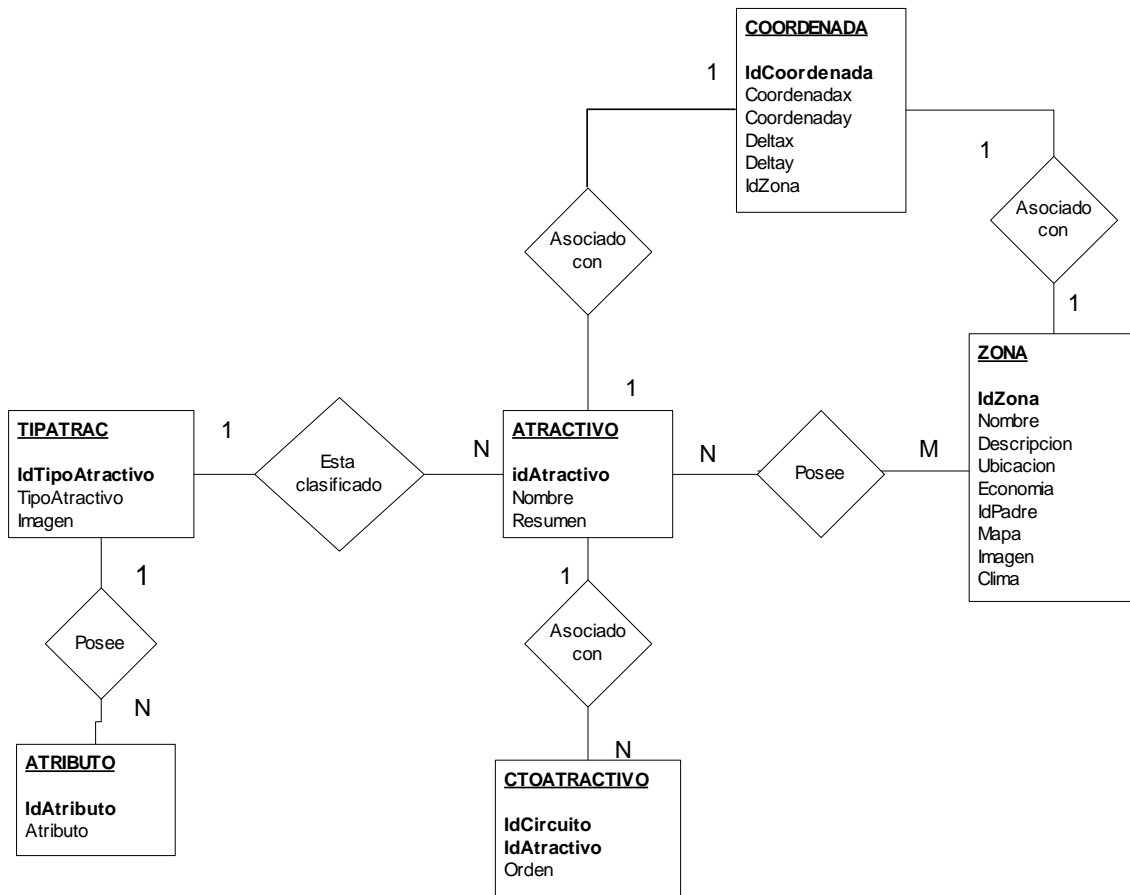 COORDENADA
IdCoordenada
Coordenadax
Coordenaday
Deltax
Deltay
IdZona
1
1
Asociado
con
Asociado
con
1
1
ZONA
IdZona
Nombre
Descripcion
Ubicacion
Economia
IdPadre
Mapa
Imagen
Clima
TIPATRAC
IdTipoAtractivo
TipoAtractivo
Imagen
1
Esta
clasificado
N
ATRACTIVO
idAtractivo
Nombre
Resumen
N
Posee
M
1
Posee
N
1
Asociado
con
N
ATRIBUTO
IdAtributo
Atributo
CTOATRACTIVO
IdCircuito
IdAtractivo
Orden